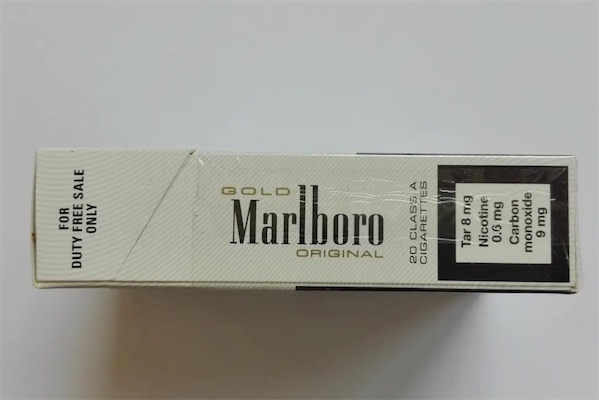 FOR
DUTY FREE SALE
ONLY
GOLD
Marlboro
ORIGINAL
20 CLASS A
CIGARETTES
Tar 8 mg
Nicotine
0.6 mg
Carbon
monoxide
9 mg